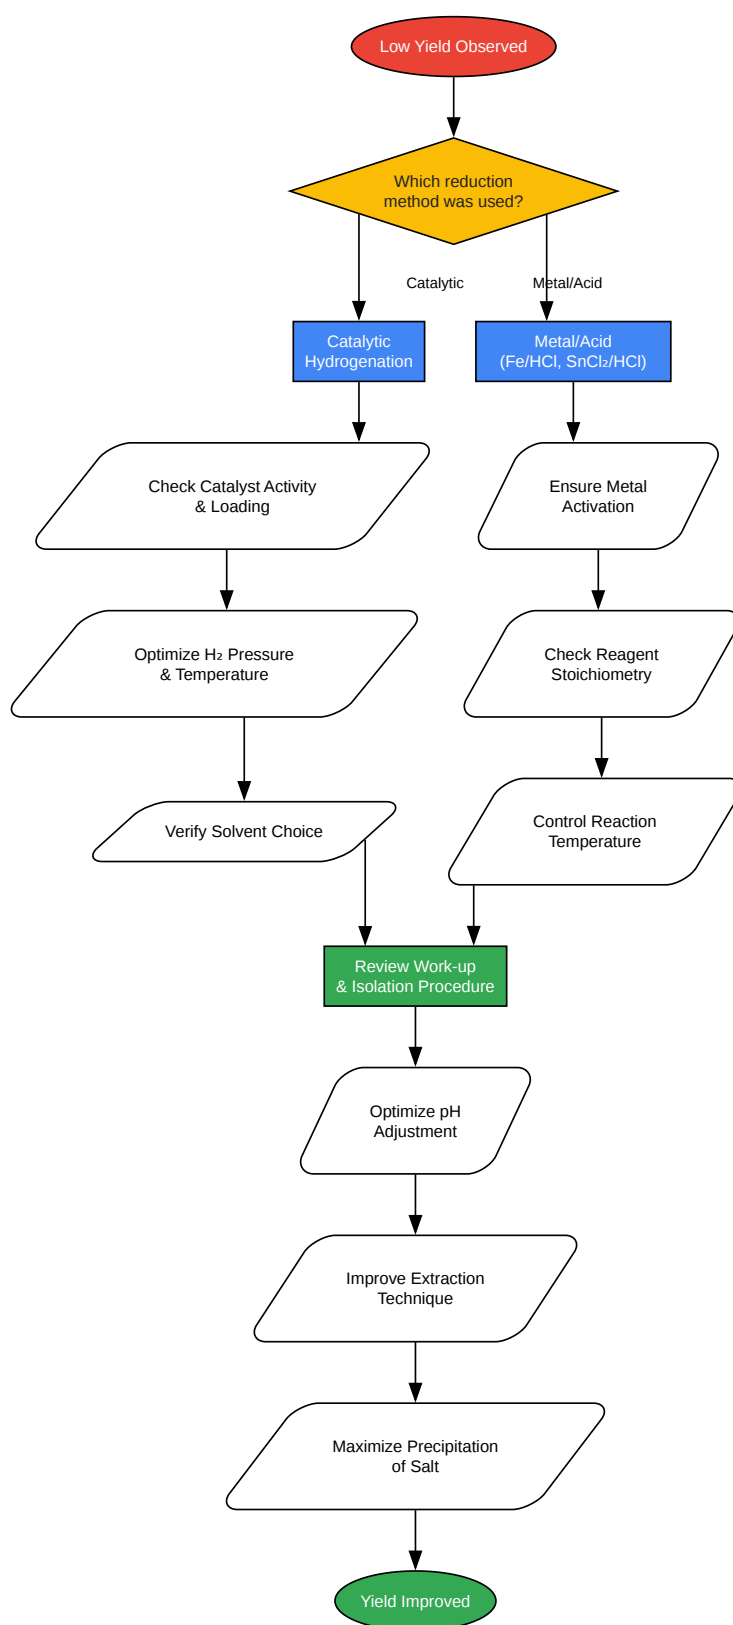 Low Yield Observed
Which reduction
method was used?
Catalytic
Metal/Acid
Catalytic
Hydrogenation
Metal/Acid
(Fe/HCl, SnCl₂/HCl)
Check Catalyst Activity
& Loading
Ensure Metal
Activation
Optimize H₂ Pressure
& Temperature
Check Reagent
Stoichiometry
Verify Solvent Choice
Control Reaction
Temperature
Review Work-up
& Isolation Procedure
Optimize pH
Adjustment
Improve Extraction
Technique
Maximize Precipitation
of Salt
Yield Improved